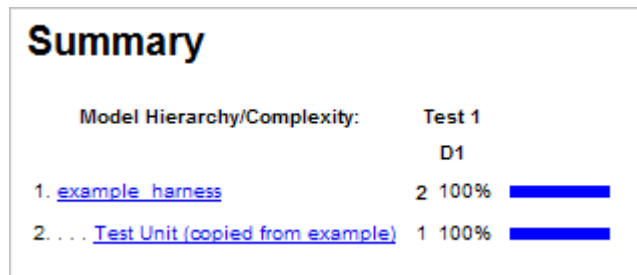 Summary
Model Hierarchy/Complexity: Test 1
D1
1. example_harness 2 100%
2. . . . Test Unit (copied from example) 1 100%